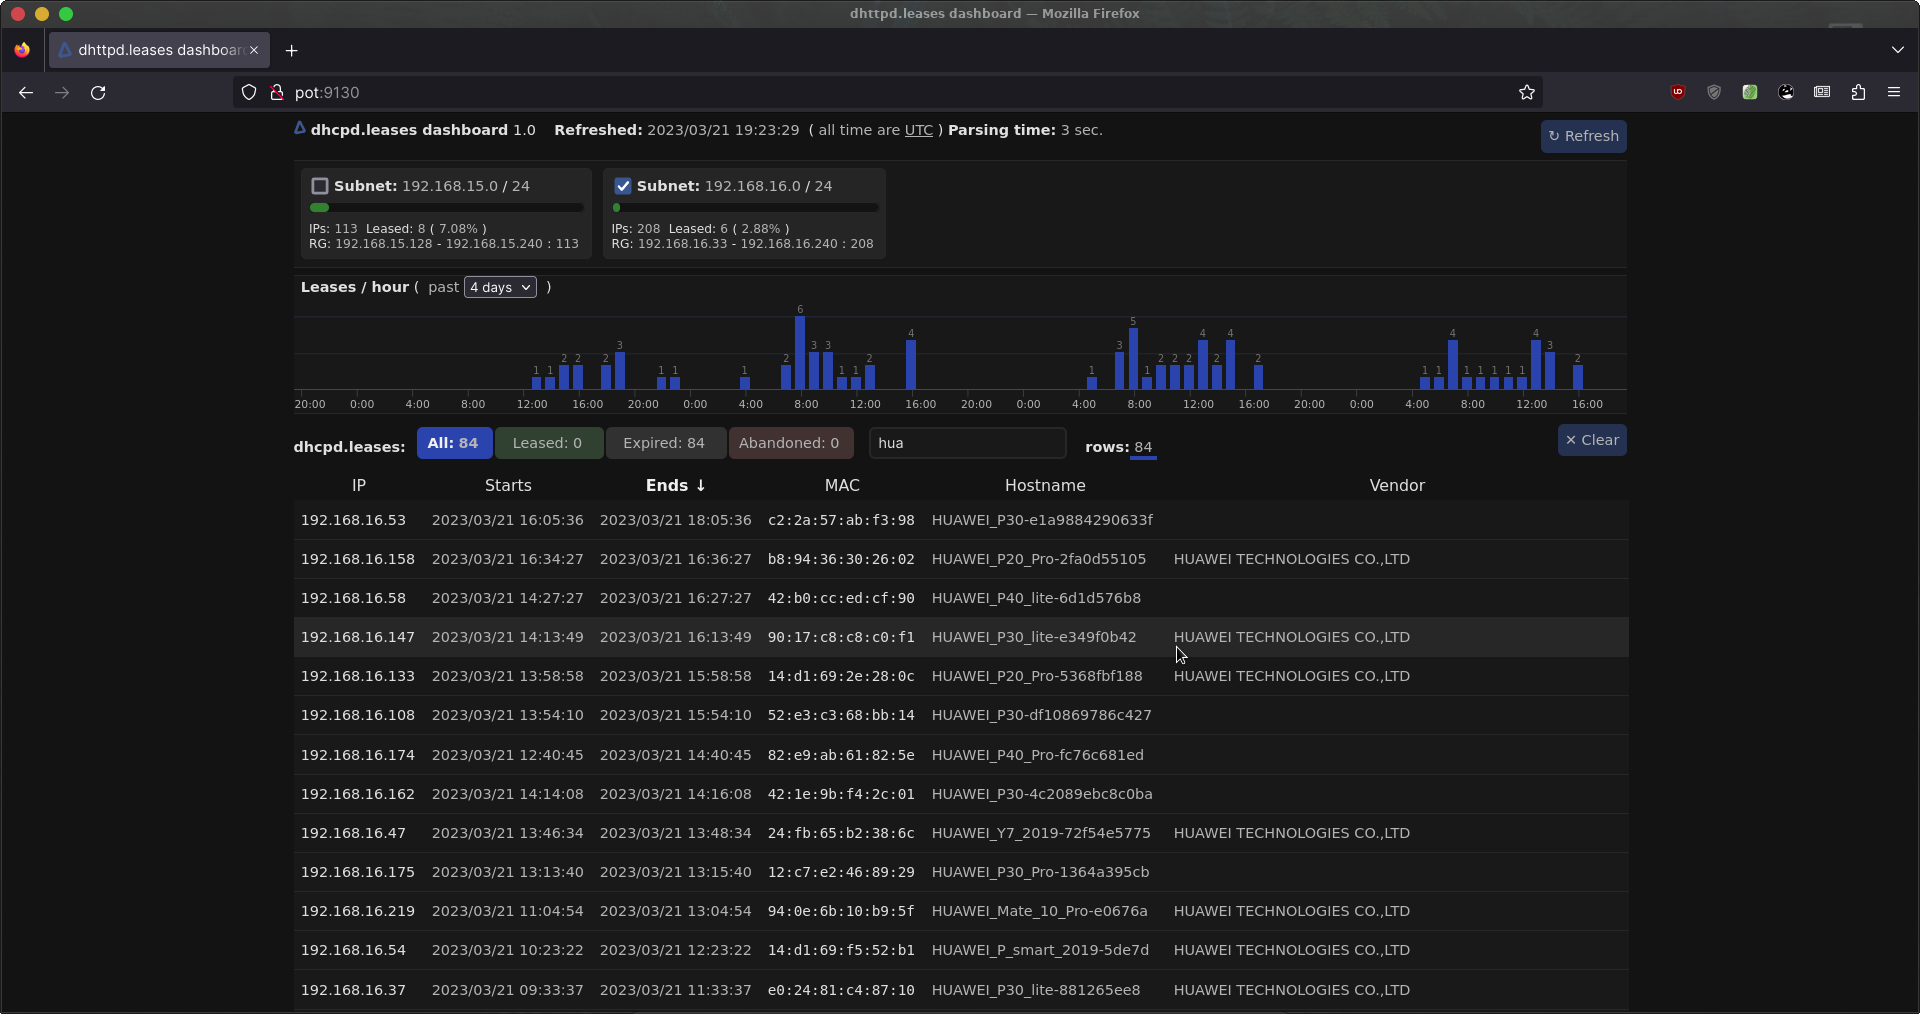 dhttpd.leases dashboard — Mozilla Firefox
dhttpd.leases dashboar
pot:9130
dhcpd.leases dashboard 1.0 Refreshed: 2023/03/21 19:23:29 ( all time are UTC ) Parsing time: 3 sec.
↻ Refresh
Subnet: 192.168.15.0 / 24
IPs: 113 Leased: 8 ( 7.08% )
RG: 192.168.15.128 - 192.168.15.240 : 113
Subnet: 192.168.16.0 / 24
IPs: 208 Leased: 6 ( 2.88% )
RG: 192.168.16.33 - 192.168.16.240 : 208
Leases / hour ( past 4 days )
1 1 2 2 2 3 1 1 1 2 6 3 3 1 1 2 4 1 3 5 1 2 2 2 4 2 4 2 1 1 4 1 1 1 1 1 4 3 2
20:00 0:00 4:00 8:00 12:00 16:00 20:00 0:00 4:00 8:00 12:00 16:00 20:00 0:00 4:00 8:00 12:00 16:00 20:00 0:00 4:00 8:00 12:00 16:00
dhcpd.leases: All: 84 Leased: 0 Expired: 84 Abandoned: 0 hua rows: 84 ✕ Clear
IP Starts Ends ↓ MAC Hostname Vendor
192.168.16.53 2023/03/21 16:05:36 2023/03/21 18:05:36 c2:2a:57:ab:f3:98 HUAWEI_P30-e1a9884290633f
192.168.16.158 2023/03/21 16:34:27 2023/03/21 16:36:27 b8:94:36:30:26:02 HUAWEI_P20_Pro-2fa0d55105 HUAWEI TECHNOLOGIES CO.,LTD
192.168.16.58 2023/03/21 14:27:27 2023/03/21 16:27:27 42:b0:cc:ed:cf:90 HUAWEI_P40_lite-6d1d576b8
192.168.16.147 2023/03/21 14:13:49 2023/03/21 16:13:49 90:17:c8:c8:c0:f1 HUAWEI_P30_lite-e349f0b42 HUAWEI TECHNOLOGIES CO.,LTD
192.168.16.133 2023/03/21 13:58:58 2023/03/21 15:58:58 14:d1:69:2e:28:0c HUAWEI_P20_Pro-5368fbf188 HUAWEI TECHNOLOGIES CO.,LTD
192.168.16.108 2023/03/21 13:54:10 2023/03/21 15:54:10 52:e3:c3:68:bb:14 HUAWEI_P30-df10869786c427
192.168.16.174 2023/03/21 12:40:45 2023/03/21 14:40:45 82:e9:ab:61:82:5e HUAWEI_P40_Pro-fc76c681ed
192.168.16.162 2023/03/21 14:14:08 2023/03/21 14:16:08 42:1e:9b:f4:2c:01 HUAWEI_P30-4c2089ebc8c0ba
192.168.16.47 2023/03/21 13:46:34 2023/03/21 13:48:34 24:fb:65:b2:38:6c HUAWEI_Y7_2019-72f54e5775 HUAWEI TECHNOLOGIES CO.,LTD
192.168.16.175 2023/03/21 13:13:40 2023/03/21 13:15:40 12:c7:e2:46:89:29 HUAWEI_P30_Pro-1364a395cb
192.168.16.219 2023/03/21 11:04:54 2023/03/21 13:04:54 94:0e:6b:10:b9:5f HUAWEI_Mate_10_Pro-e0676a HUAWEI TECHNOLOGIES CO.,LTD
192.168.16.54 2023/03/21 10:23:22 2023/03/21 12:23:22 14:d1:69:f5:52:b1 HUAWEI_P_smart_2019-5de7d HUAWEI TECHNOLOGIES CO.,LTD
192.168.16.37 2023/03/21 09:33:37 2023/03/21 11:33:37 e0:24:81:c4:87:10 HUAWEI_P30_lite-881265ee8 HUAWEI TECHNOLOGIES CO.,LTD